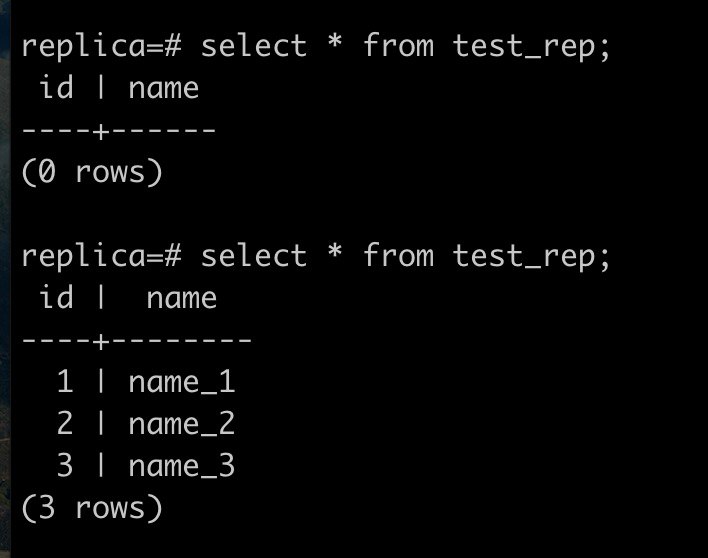 replica=# select * from test_rep;
 id | name
----+------
(0 rows)

replica=# select * from test_rep;
 id |  name
----+--------
  1 | name_1
  2 | name_2
  3 | name_3
(3 rows)